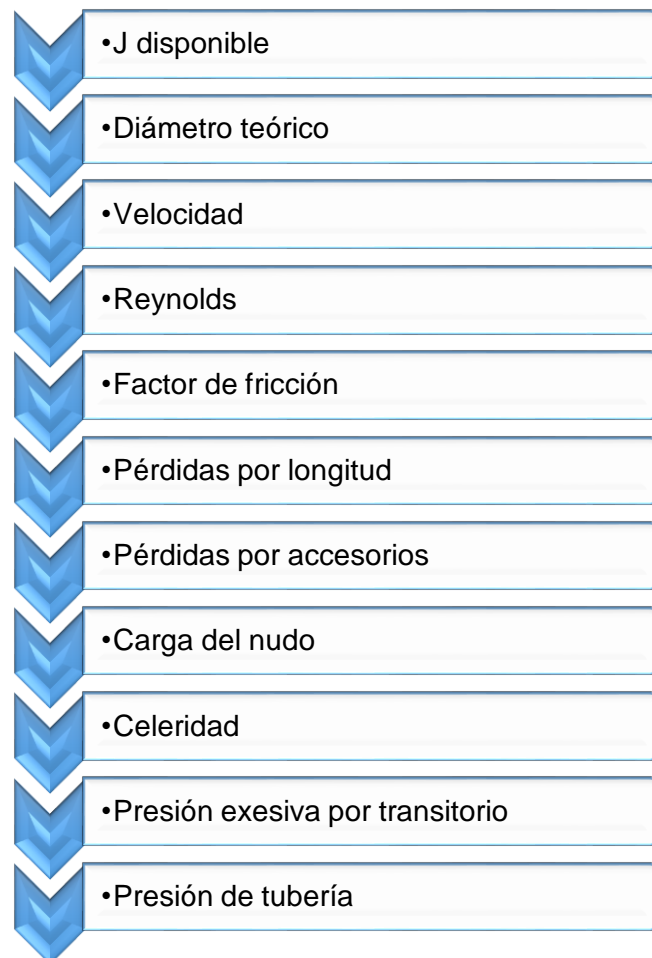 •J disponible
•Diámetro teórico
•Velocidad
•Reynolds
•Factor de fricción
•Pérdidas por longitud
•Pérdidas por accesorios
•Carga del nudo
•Celeridad
•Presión exesiva por transitorio
•Presión de tubería